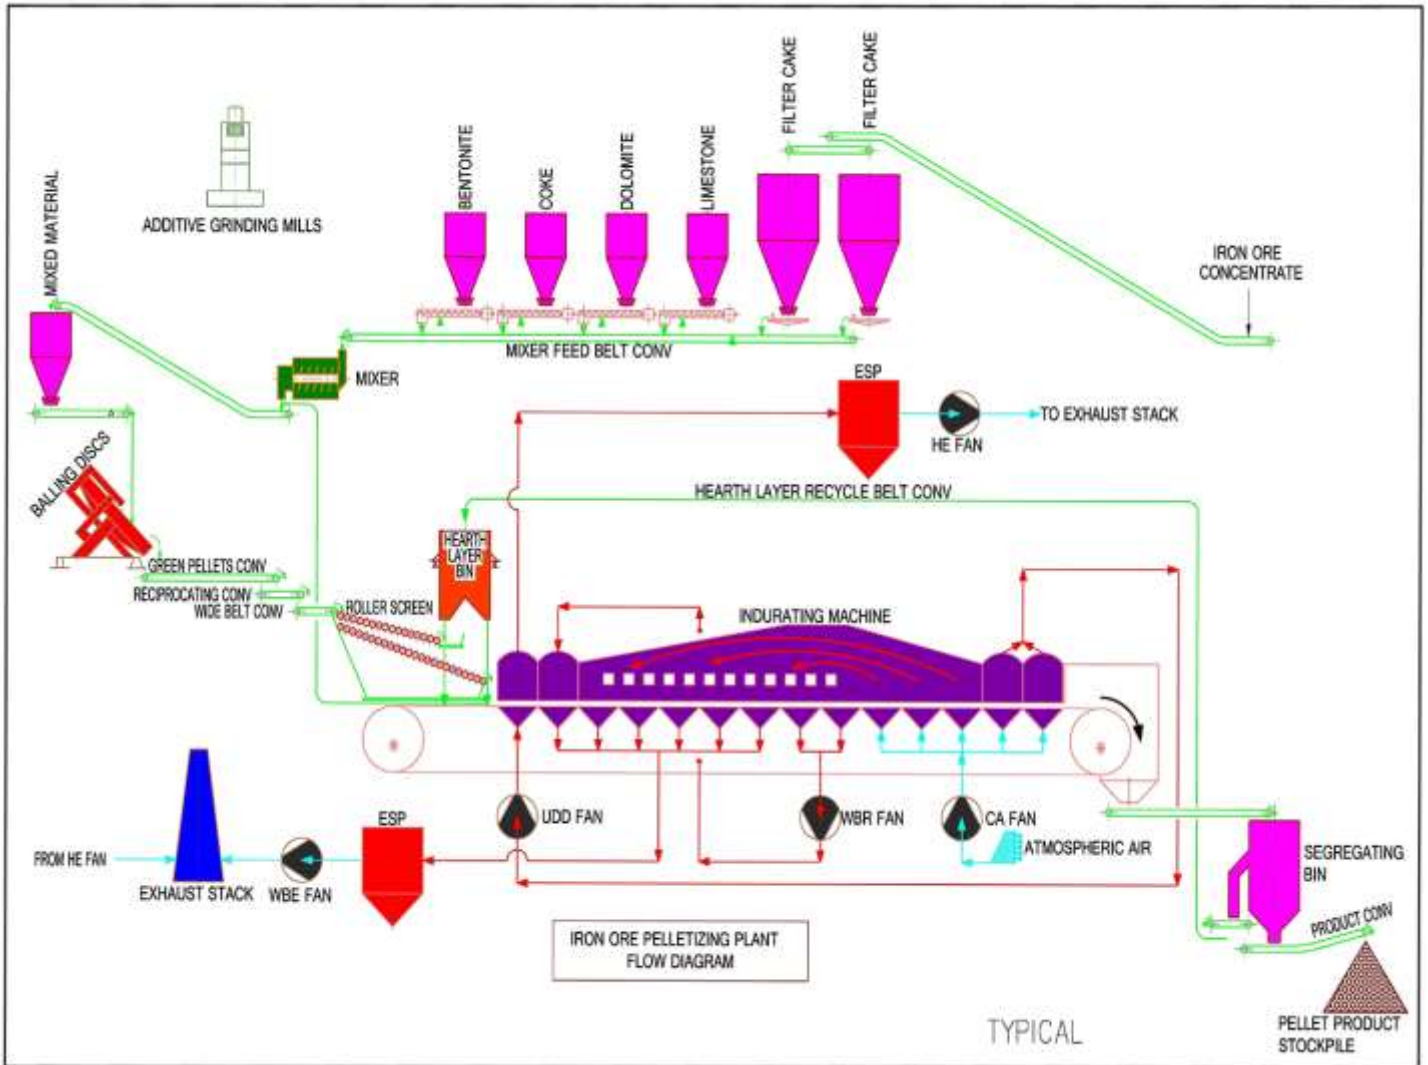 FILTER CAKE
FILTER CAKE
BENTONITE
COKE
DOLOMITE
LIMESTONE
MIXED MATERIAL
ADDITIVE GRINDING MILLS
IRON ORE
CONCENTRATE
MIXER FEED BELT CONV
MIXER
ESP
HE FAN
TO EXHAUST STACK
BALLING DISCS
HEARTH LAYER RECYCLE BELT CONV
HEARTH
LAYER
BIN
GREEN PELLETS CONV
RECIPROCATING CONV
WIDE BELT CONV
ROLLER SCREEN
INDURATING MACHINE
UDD FAN
WBR FAN
CA FAN
ATMOSPHERIC AIR
ESP
FROM HE FAN
EXHAUST STACK
WBE FAN
SEGREGATING
BIN
PRODUCT CONV
IRON ORE PELLETIZING PLANT
FLOW DIAGRAM
TYPICAL
PELLET PRODUCT
STOCKPILE